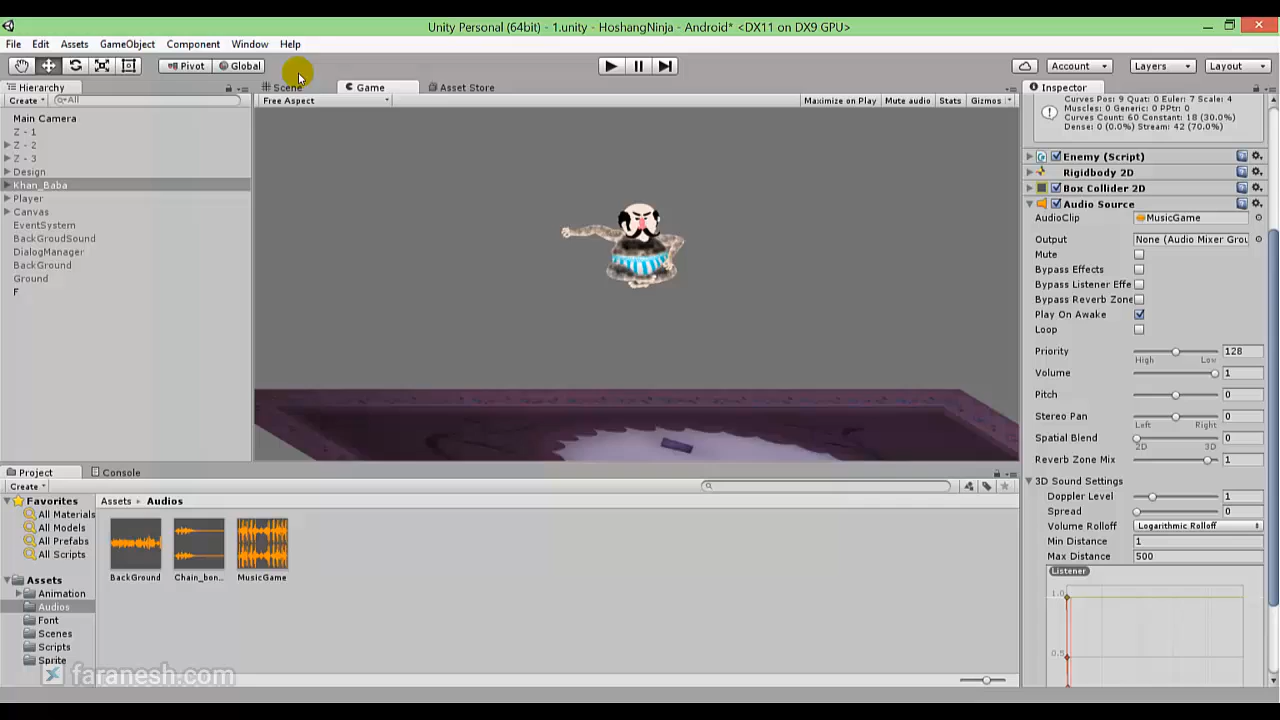 Unity Personal (64bit) - 1.unity - HoshangNinja - Android* <DX11 on DX9 GPU>
File Edit Assets GameObject Component Window Help
Pivot Global Account Layers Layout
Hierarchy
Create All
Main Camera
Z - 1
Z - 2
Z - 3
Design
Khan_Baba
Player
Canvas
EventSystem
BackGroudSound
DialogManager
BackGround
Ground
F
Scene Game Asset Store
Free Aspect Maximize on Play Mute audio Stats Gizmos
Inspector
Curves Pos: 9 Quat: 0 Euler: 7 Scale: 4
Muscles: 0 Generic: 0 PPtr: 0
Curves Count: 60 Constant: 18 (30.0%)
Dense: 0 (0.0%) Stream: 42 (70.0%)
Enemy (Script)
Rigidbody 2D
Box Collider 2D
Audio Source
AudioClip MusicGame
Output None (Audio Mixer Grou
Mute
Bypass Effects
Bypass Listener Effe
Bypass Reverb Zone
Play On Awake
Loop
Priority 128
High Low
Volume 1
Pitch 0
Stereo Pan 0
Left Right
Spatial Blend 0
2D 3D
Reverb Zone Mix 1
3D Sound Settings
Doppler Level 1
Spread 0
Volume Rolloff Logarithmic Rolloff
Min Distance 1
Max Distance 500
Listener
1.0
0.5
Project Console
Create
Favorites
All Materials
All Models
All Prefabs
All Scripts
Assets
Animation
Audios
Font
Scenes
Scripts
Sprite
Assets Audios
BackGround Chain_bon... MusicGame
faranesh.com